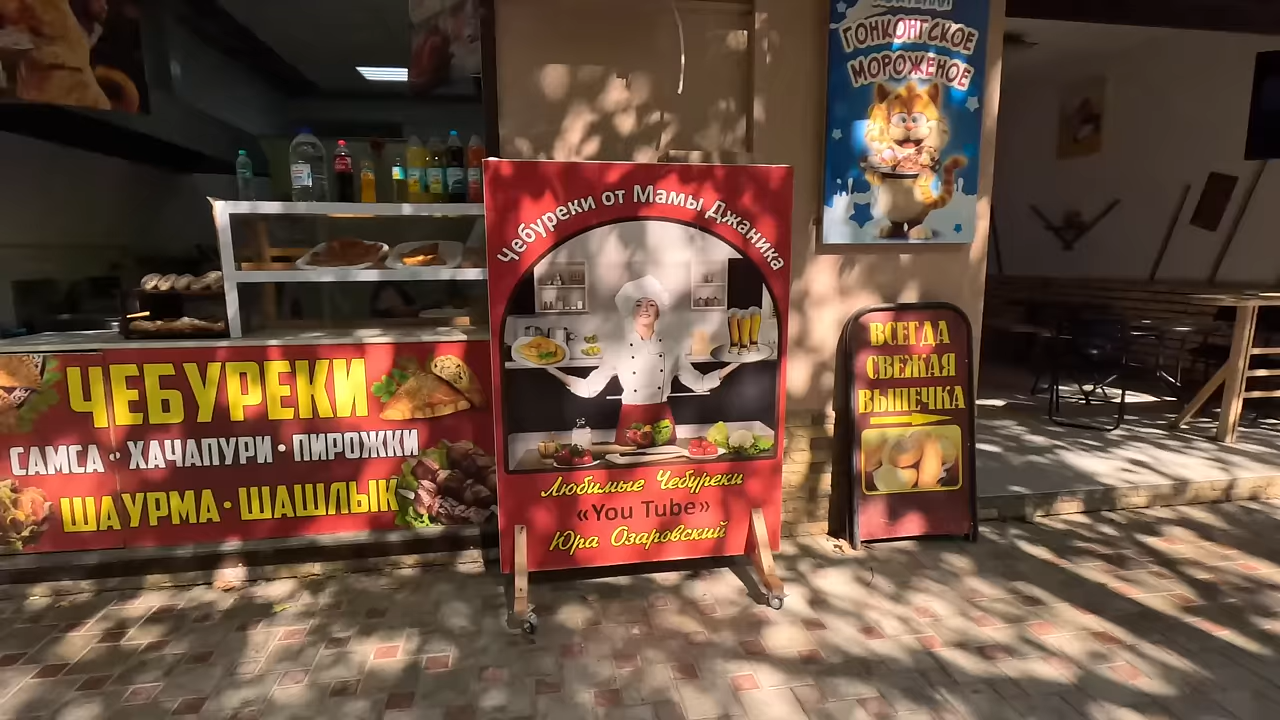 ЧЕБУРЕКИ
САМСА · ХАЧАПУРИ · ПИРОЖКИ
ШАУРМА · ШАШЛЫК
Чебуреки от Мамы Джаника
Любимые Чебуреки
«You Tube»
Юра Озаровский
ГОНКОНГСКОЕ
МОРОЖЕНОЕ
ВСЕГДА
СВЕЖАЯ
ВЫПЕЧКА